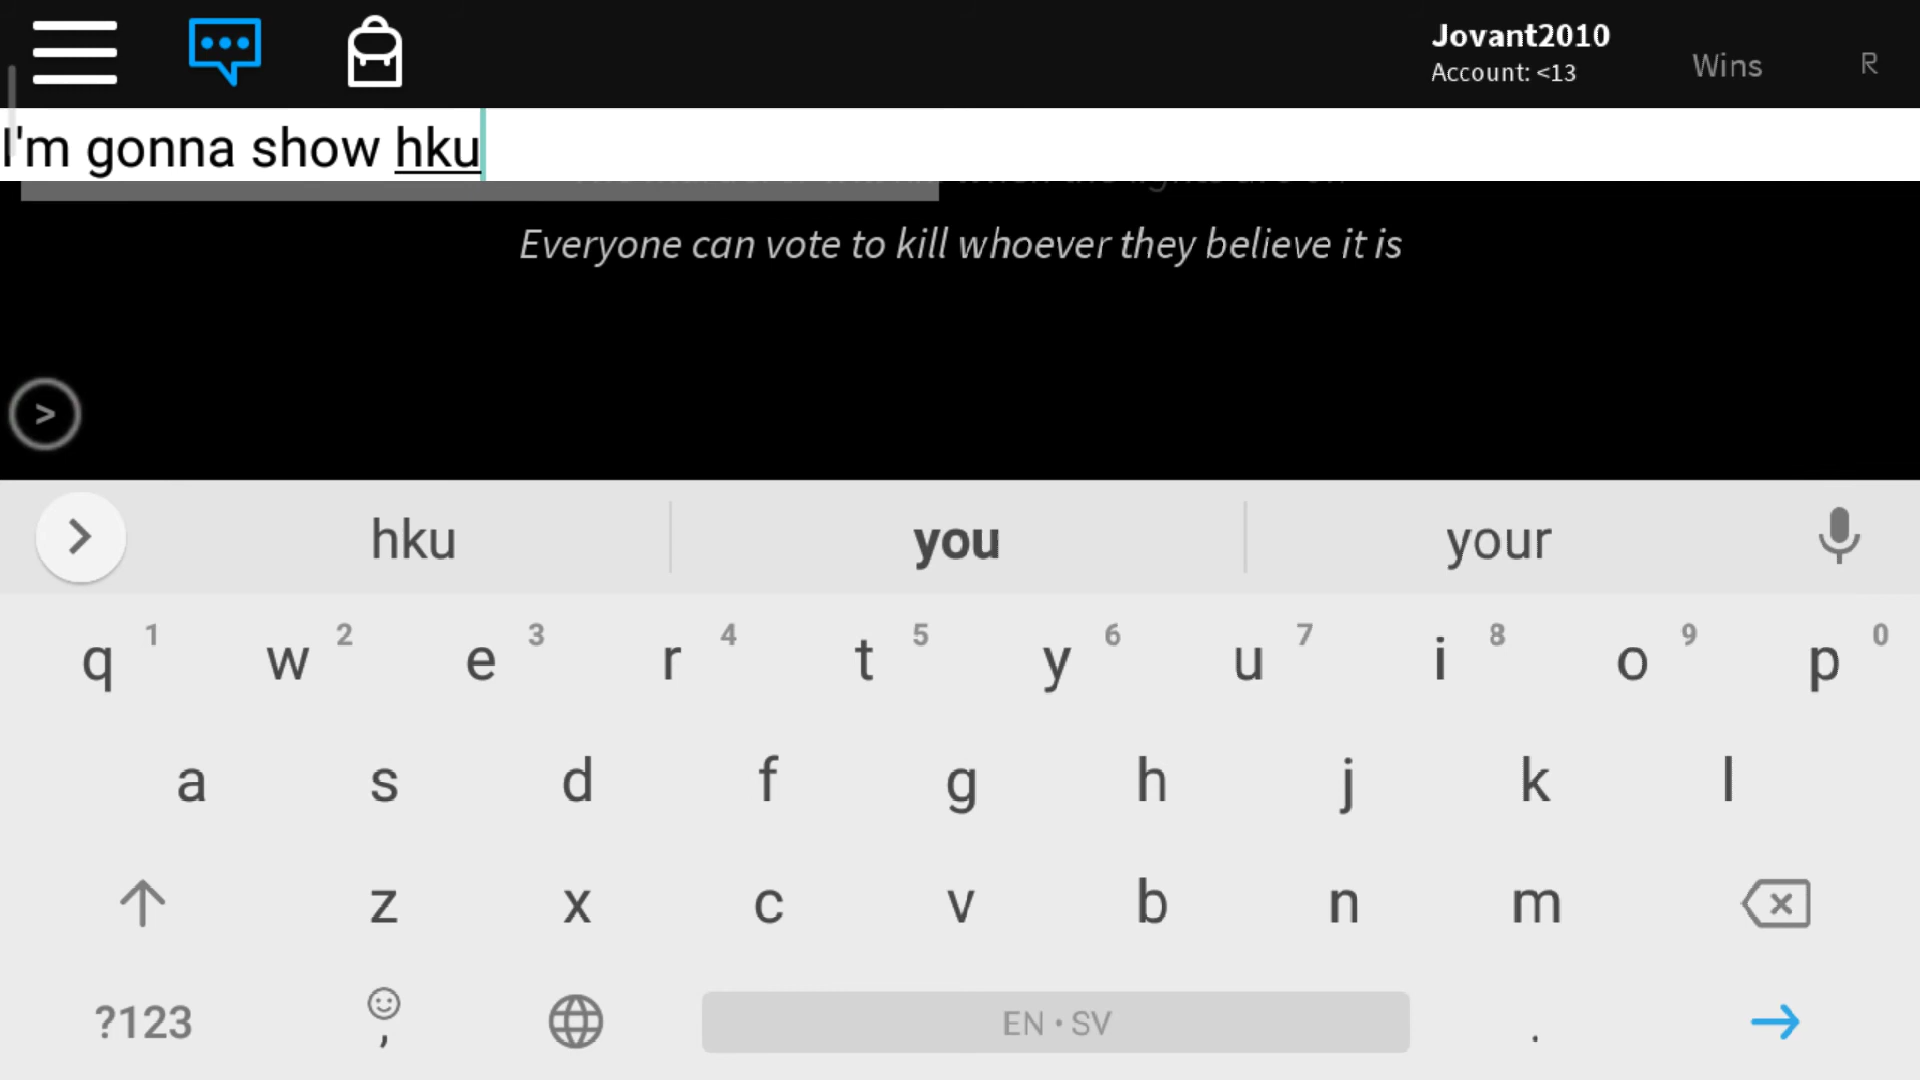 Jovant2010
Account: <13
Wins
R
I'm gonna show hku
Everyone can vote to kill whoever they believe it is
>
hku
you
your
q 1 w 2 e 3 r 4 t 5 y 6 u 7 i 8 o 9 p 0
a s d f g h j k l
z x c v b n m
?123 , EN • SV .